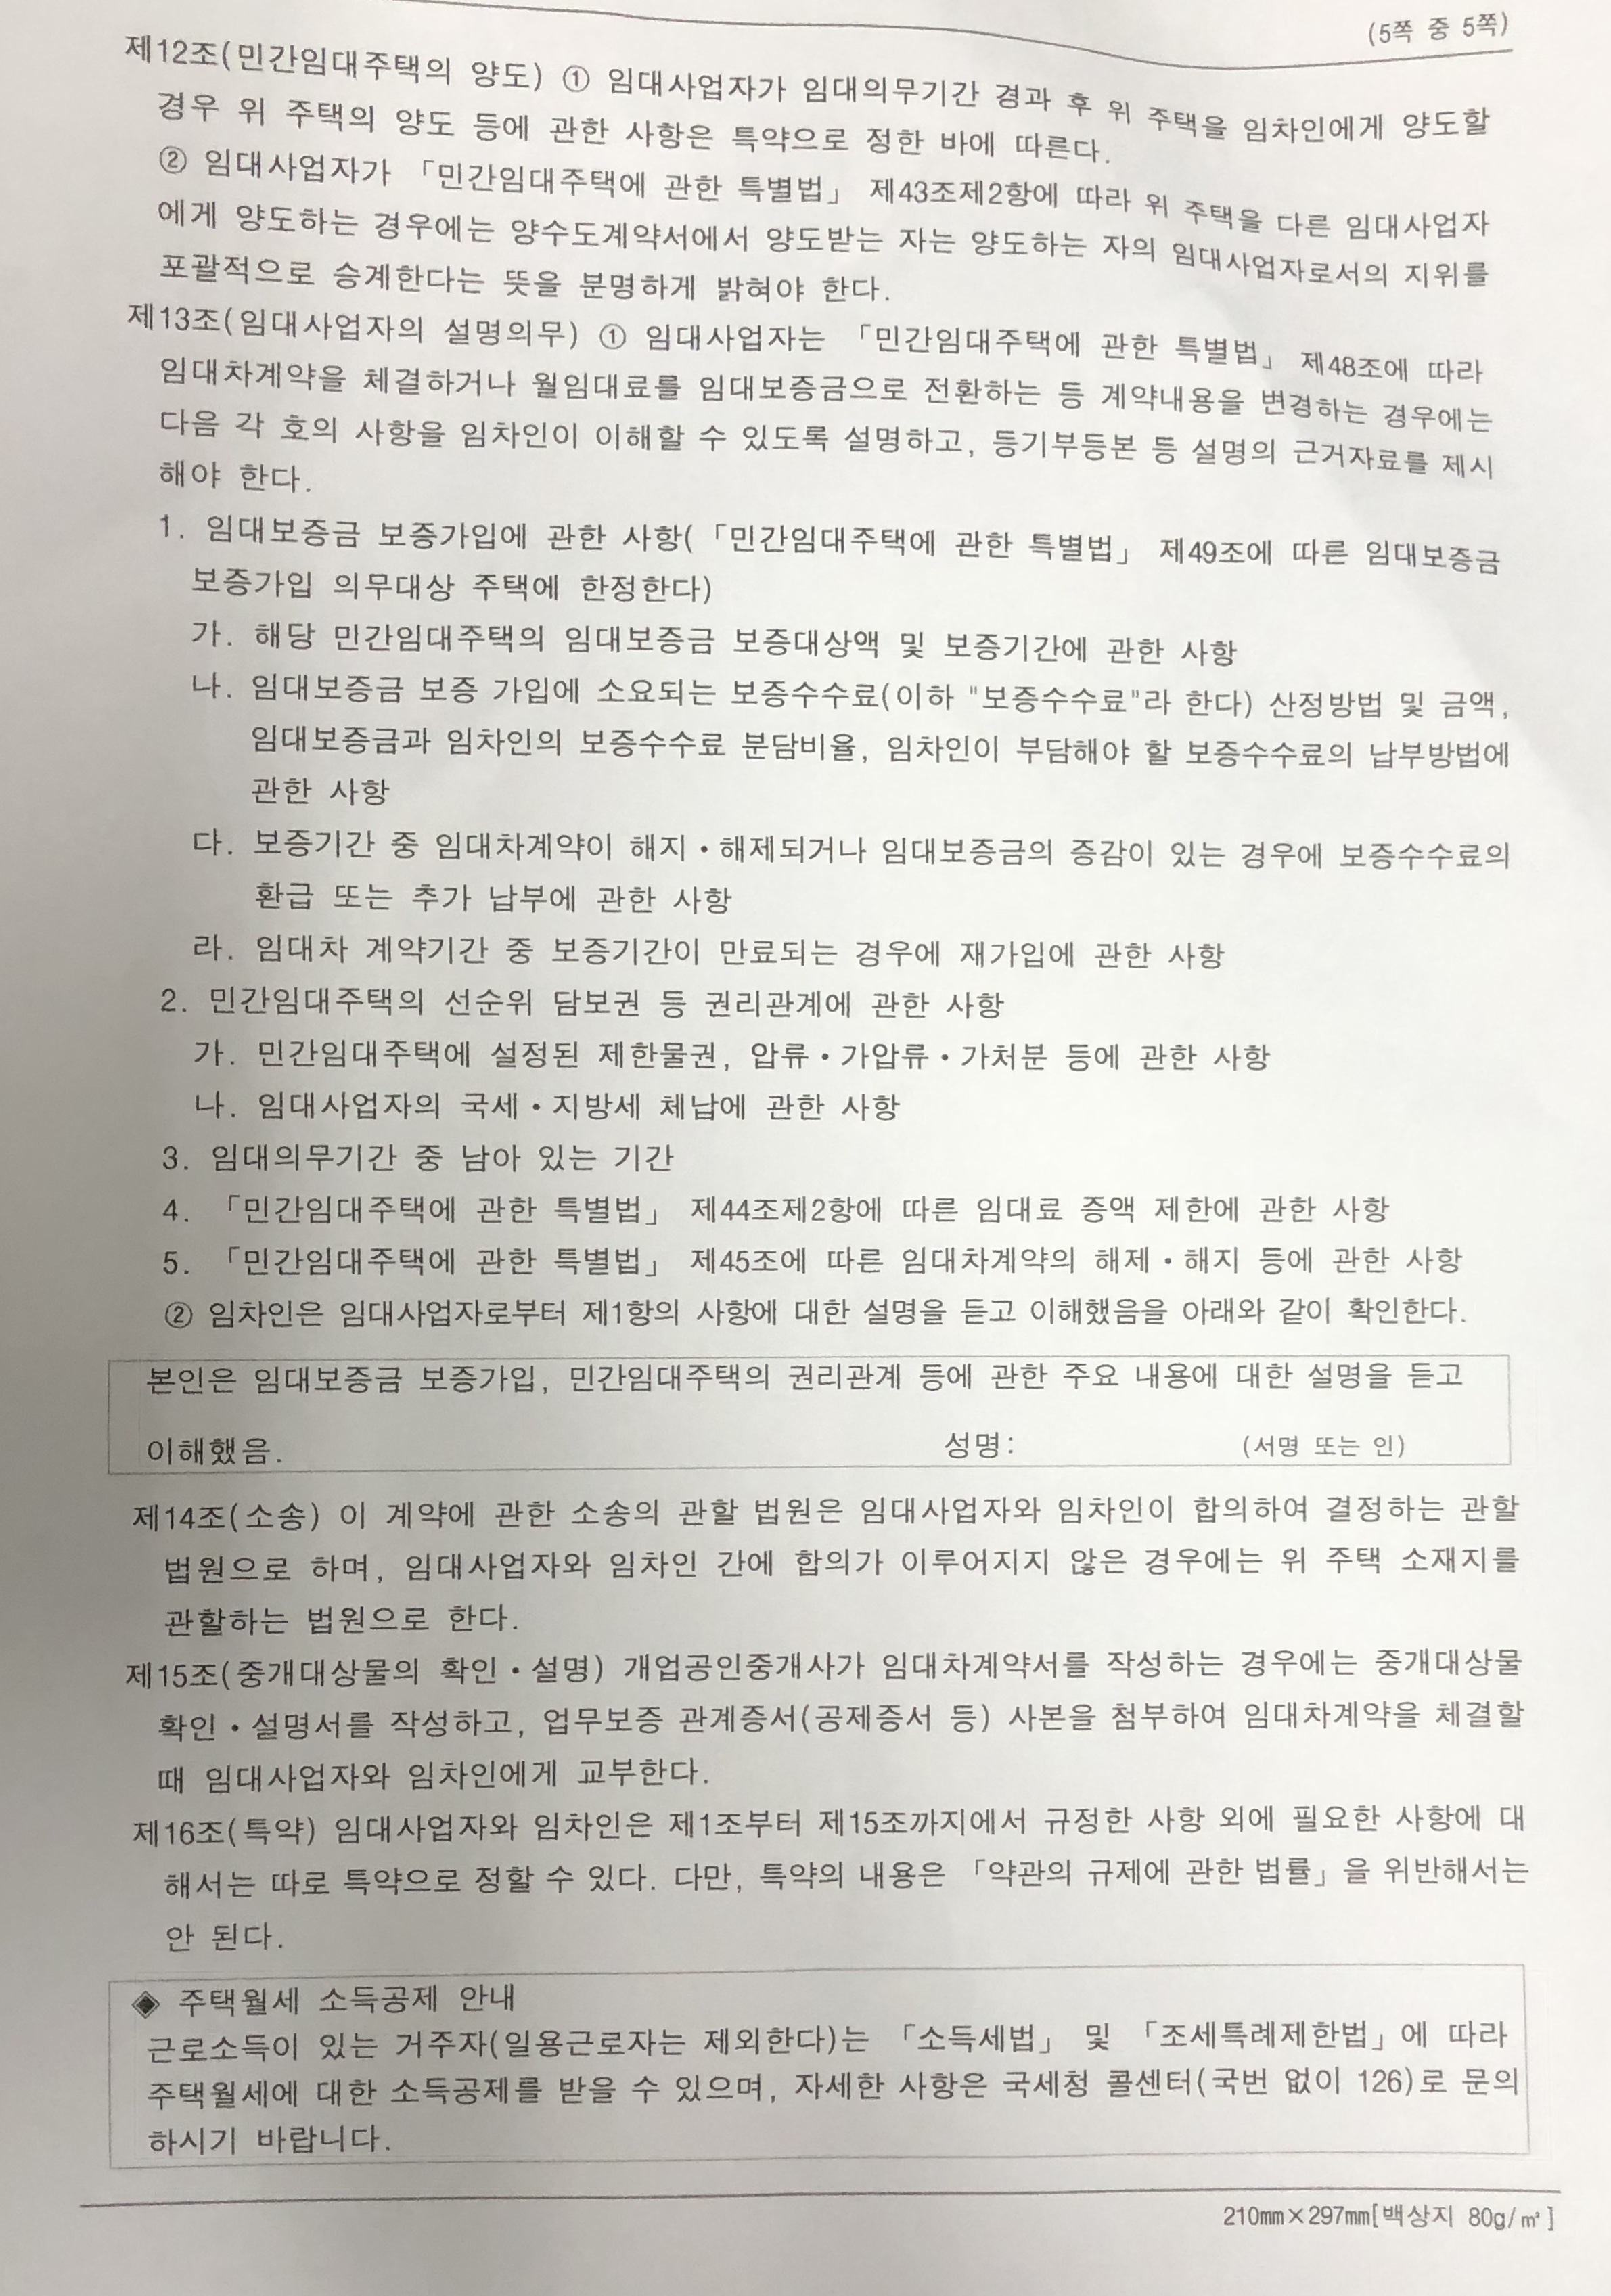 (5쪽 중 5쪽)
제12조(민간임대주택의 양도) ① 임대사업자가 임대의무기간 경과 후 위 주택을 임차인에게 양도할
경우 위 주택의 양도 등에 관한 사항은 특약으로 정한 바에 따른다.
② 임대사업자가 「민간임대주택에 관한 특별법」 제43조제2항에 따라 위 주택을 다른 임대사업자
에게 양도하는 경우에는 양수도계약서에서 양도받는 자는 양도하는 자의 임대사업자로서의 지위를
포괄적으로 승계한다는 뜻을 분명하게 밝혀야 한다.
제13조(임대사업자의 설명의무) ① 임대사업자는 「민간임대주택에 관한 특별법」 제48조에 따라
임대차계약을 체결하거나 월임대료를 임대보증금으로 전환하는 등 계약내용을 변경하는 경우에는
다음 각 호의 사항을 임차인이 이해할 수 있도록 설명하고, 등기부등본 등 설명의 근거자료를 제시
해야 한다.
1. 임대보증금 보증가입에 관한 사항(「민간임대주택에 관한 특별법」 제49조에 따른 임대보증금
보증가입 의무대상 주택에 한정한다)
가. 해당 민간임대주택의 임대보증금 보증대상액 및 보증기간에 관한 사항
나. 임대보증금 보증 가입에 소요되는 보증수수료(이하 "보증수수료"라 한다) 산정방법 및 금액,
임대보증금과 임차인의 보증수수료 분담비율, 임차인이 부담해야 할 보증수수료의 납부방법에
관한 사항
다. 보증기간 중 임대차계약이 해지·해제되거나 임대보증금의 증감이 있는 경우에 보증수수료의
환급 또는 추가 납부에 관한 사항
라. 임대차 계약기간 중 보증기간이 만료되는 경우에 재가입에 관한 사항
2. 민간임대주택의 선순위 담보권 등 권리관계에 관한 사항
가. 민간임대주택에 설정된 제한물권, 압류·가압류·가처분 등에 관한 사항
나. 임대사업자의 국세·지방세 체납에 관한 사항
3. 임대의무기간 중 남아 있는 기간
4. 「민간임대주택에 관한 특별법」 제44조제2항에 따른 임대료 증액 제한에 관한 사항
5. 「민간임대주택에 관한 특별법」 제45조에 따른 임대차계약의 해제·해지 등에 관한 사항
② 임차인은 임대사업자로부터 제1항의 사항에 대한 설명을 듣고 이해했음을 아래와 같이 확인한다.
본인은 임대보증금 보증가입, 민간임대주택의 권리관계 등에 관한 주요 내용에 대한 설명을 듣고
이해했음. 성명: (서명 또는 인)
제14조(소송) 이 계약에 관한 소송의 관할 법원은 임대사업자와 임차인이 합의하여 결정하는 관할
법원으로 하며, 임대사업자와 임차인 간에 합의가 이루어지지 않은 경우에는 위 주택 소재지를
관할하는 법원으로 한다.
제15조(중개대상물의 확인·설명) 개업공인중개사가 임대차계약서를 작성하는 경우에는 중개대상물
확인·설명서를 작성하고, 업무보증 관계증서(공제증서 등) 사본을 첨부하여 임대차계약을 체결할
때 임대사업자와 임차인에게 교부한다.
제16조(특약) 임대사업자와 임차인은 제1조부터 제15조까지에서 규정한 사항 외에 필요한 사항에 대
해서는 따로 특약으로 정할 수 있다. 다만, 특약의 내용은 「약관의 규제에 관한 법률」을 위반해서는
안 된다.
◈ 주택월세 소득공제 안내
근로소득이 있는 거주자(일용근로자는 제외한다)는 「소득세법」 및 「조세특례제한법」에 따라
주택월세에 대한 소득공제를 받을 수 있으며, 자세한 사항은 국세청 콜센터(국번 없이 126)로 문의
하시기 바랍니다.
210㎜×297㎜[백상지 80g/㎡]